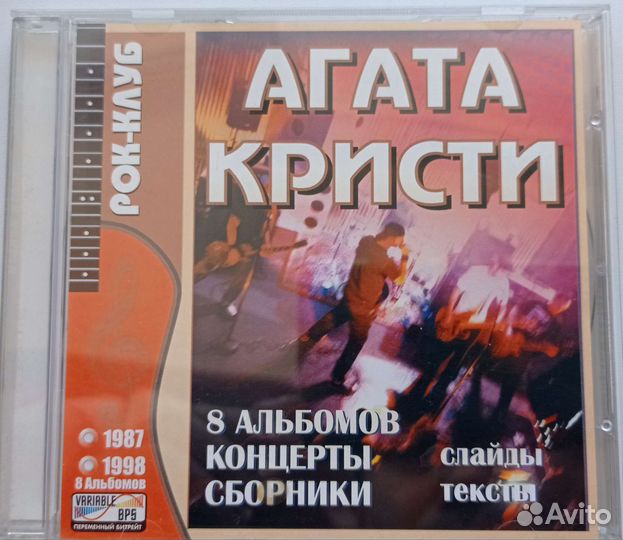 РОК-КЛУБ
АГАТА
КРИСТИ
8 АЛЬБОМОВ
КОНЦЕРТЫ
СБОРНИКИ
слайды
тексты
1987
1998
8 Альбомов
VARIABLE
BPS
ПЕРЕМЕННЫЙ БИТРЕЙТ
Avito